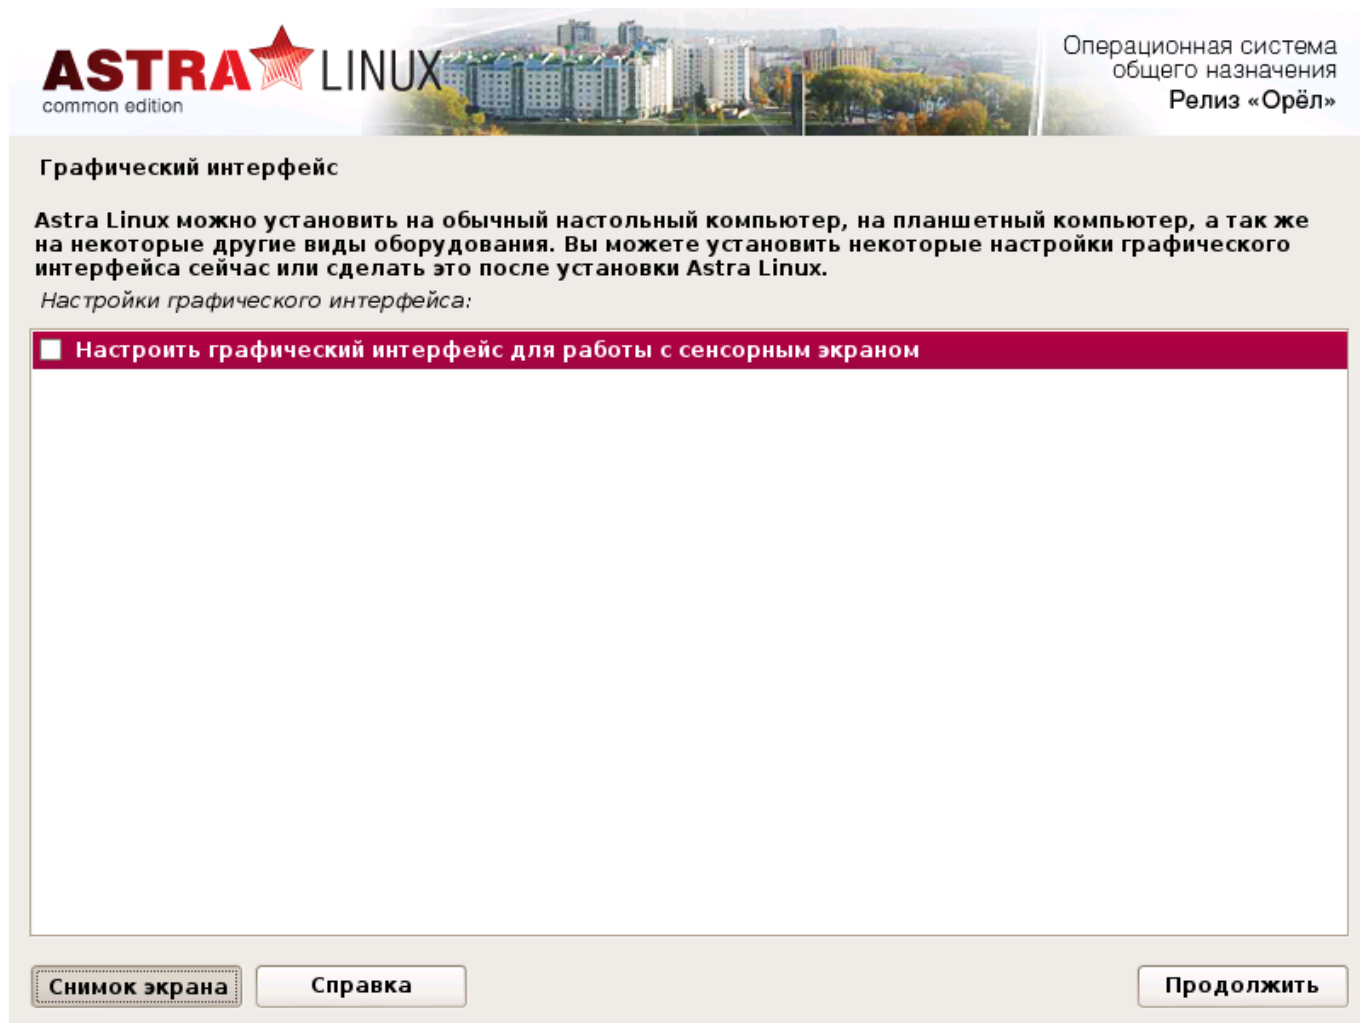 ASTRA LINUX
common edition
Операционная система
общего назначения
Релиз «Орёл»
Графический интерфейс
Astra Linux можно установить на обычный настольный компьютер, на планшетный компьютер, а так же
на некоторые другие виды оборудования. Вы можете установить некоторые настройки графического
интерфейса сейчас или сделать это после установки Astra Linux.
Настройки графического интерфейса:
Настроить графический интерфейс для работы с сенсорным экраном
Снимок экрана
Справка
Продолжить